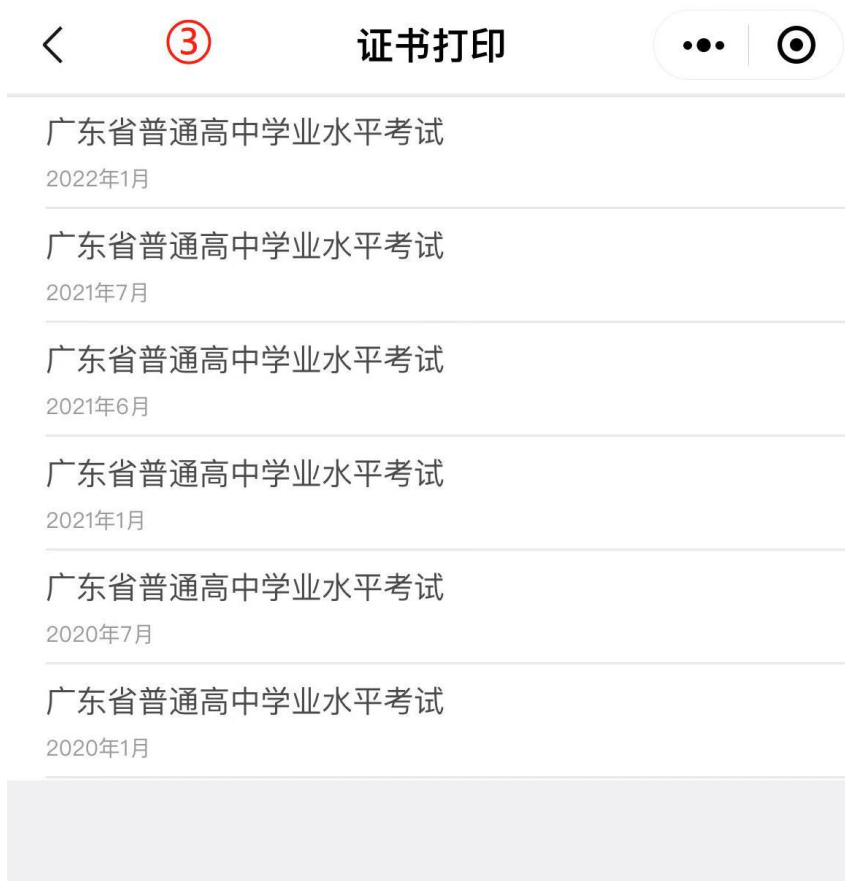 ③ 证书打印
广东省普通高中学业水平考试
2022年1月
广东省普通高中学业水平考试
2021年7月
广东省普通高中学业水平考试
2021年6月
广东省普通高中学业水平考试
2021年1月
广东省普通高中学业水平考试
2020年7月
广东省普通高中学业水平考试
2020年1月